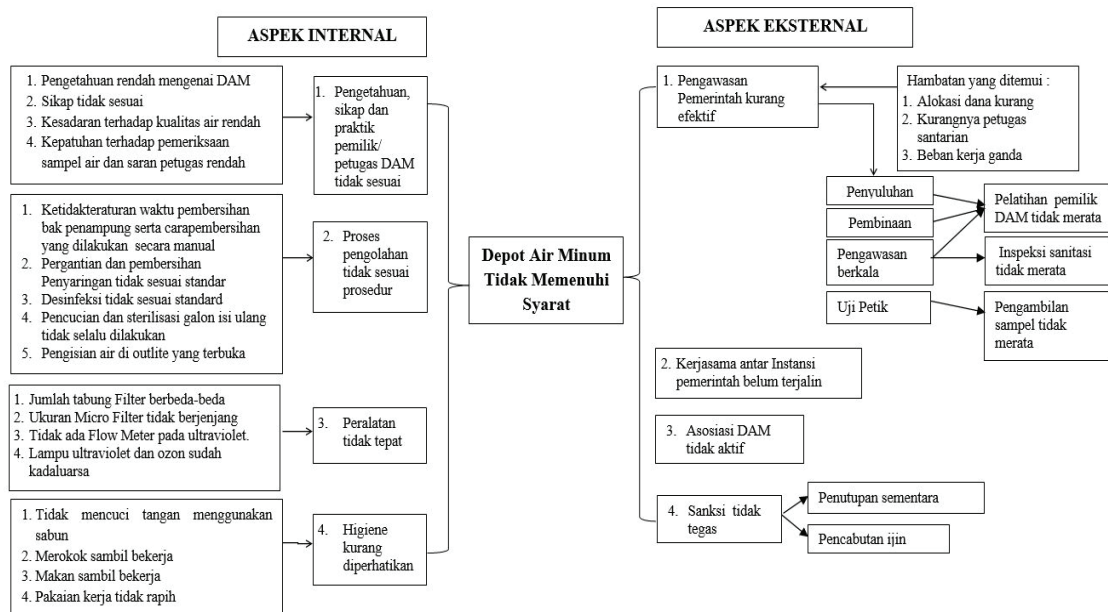 ASPEK INTERNAL
1. Pengetahuan rendah mengenai DAM
2. Sikap tidak sesuai
3. Kesadaran terhadap kualitas air rendah
4. Kepatuhan terhadap pemeriksaan
sampel air dan saran petugas rendah
1. Pengetahuan,
sikap dan
praktik
pemilik/
petugas DAM
tidak sesuai
1. Ketidakteraturan waktu pembersihan
bak penampung serta carapembersihan
yang dilakukan secara manual
2. Pergantian dan pembersihan
Penyaringan tidak sesuai standar
3. Desinfeksi tidak sesuai standard
4. Pencucian dan sterilisasi galon isi ulang
tidak selalu dilakukan
5. Pengisian air di outlite yang terbuka
2. Proses
pengolahan
tidak sesuai
prosedur
1. Jumlah tabung Filter berbeda-beda
2. Ukuran Micro Filter tidak berjenjang
3. Tidak ada Flow Meter pada ultraviolet.
4. Lampu ultraviolet dan ozon sudah
kadaluarsa
3. Peralatan
tidak tepat
1. Tidak mencuci tangan menggunakan
sabun
2. Merokok sambil bekerja
3. Makan sambil bekerja
4. Pakaian kerja tidak rapih
4. Higiene
kurang
diperhatikan
Depot Air Minum
Tidak Memenuhi
Syarat
ASPEK EKSTERNAL
1. Pengawasan
Pemerintah kurang
efektif
Hambatan yang ditemui :
1. Alokasi dana kurang
2. Kurangnya petugas
santarian
3. Beban kerja ganda
Penyuluhan
Pembinaan
Pengawasan
berkala
Uji Petik
Pelatihan pemilik
DAM tidak merata
Inspeksi sanitasi
tidak merata
Pengambilan
sampel tidak
merata
2. Kerjasama antar Instansi
pemerintah belum terjalin
3. Asosiasi DAM
tidak aktif
4. Sanksi tidak
tegas
Penutupan sementara
Pencabutan ijin